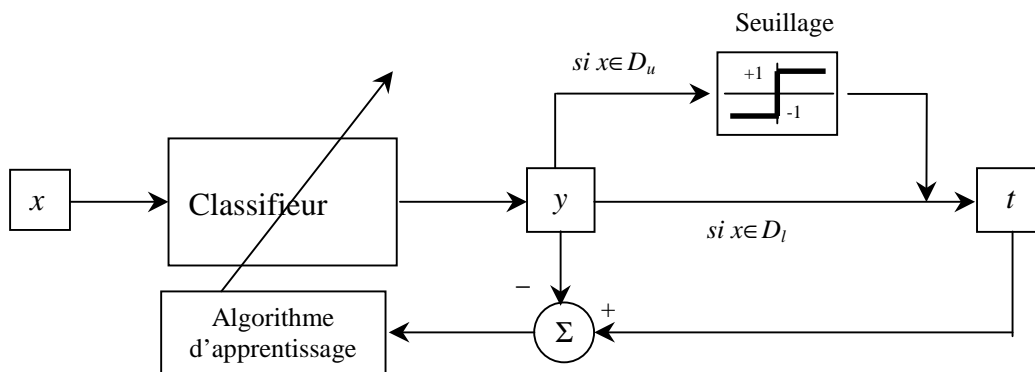 Seuillage
si x∈D_u
+1
-1
x
Classifieur
y
si x∈D_l
t
−
+
Σ
Algorithme
d'apprentissage